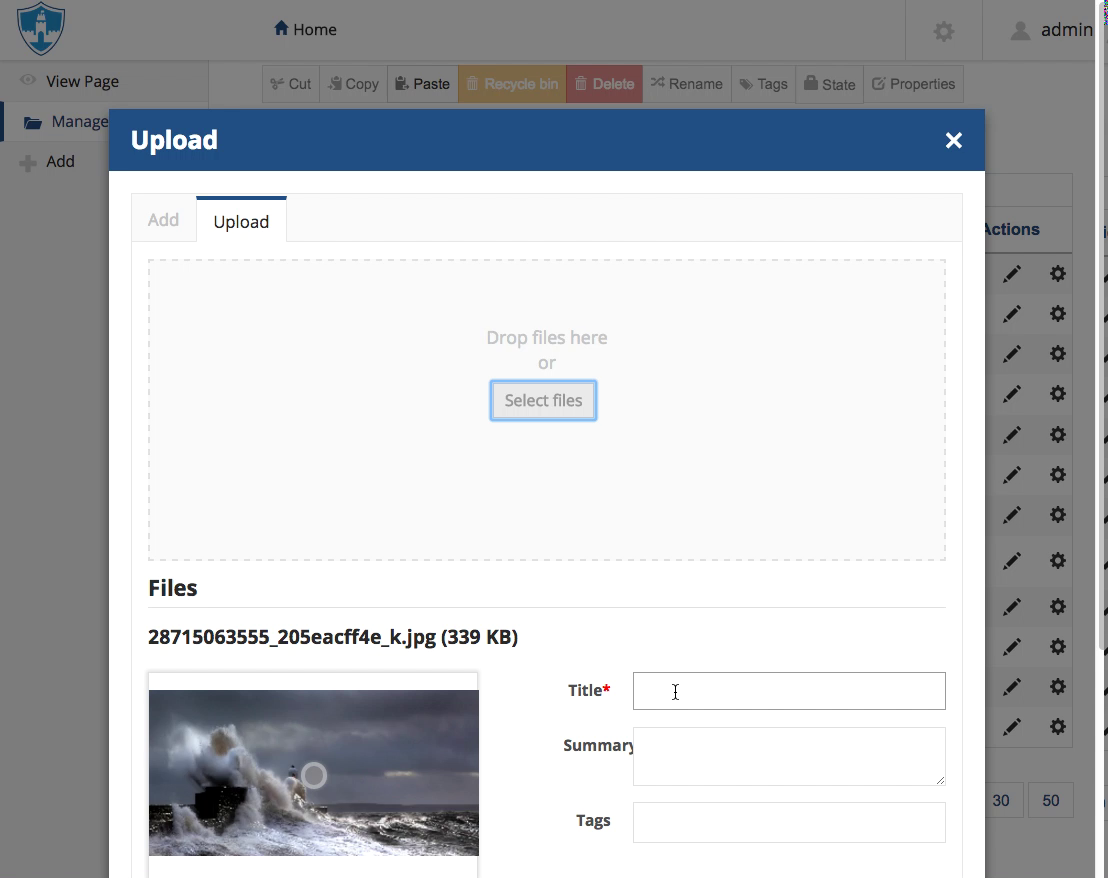 Home
admin
View Page
Cut Copy Paste Recycle bin Delete Rename Tags State Properties
Manage
Upload
Add
Add Upload
Actions
Drop files here
or
Select files
Files
28715063555_205eacff4e_k.jpg (339 KB)
Title*
Summary
30 50
Tags